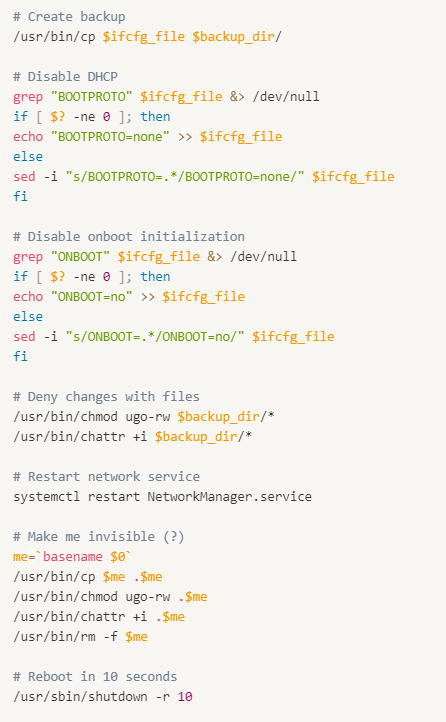 # Create backup
/usr/bin/cp $ifcfg_file $backup_dir/
# Disable DHCP
grep "BOOTPROTO" $ifcfg_file &> /dev/null
if [ $? -ne 0 ]; then
echo "BOOTPROTO=none" >> $ifcfg_file
else
sed -i "s/BOOTPROTO=.*/BOOTPROTO=none/" $ifcfg_file
fi
# Disable onboot initialization
grep "ONBOOT" $ifcfg_file &> /dev/null
if [ $? -ne 0 ]; then
echo "ONBOOT=no" >> $ifcfg_file
else
sed -i "s/ONBOOT=.*/ONBOOT=no/" $ifcfg_file
fi
# Deny changes with files
/usr/bin/chmod ugo-rw $backup_dir/*
/usr/bin/chattr +i $backup_dir/*
# Restart network service
systemctl restart NetworkManager.service
# Make me invisible (?)
me=`basename $0`
/usr/bin/cp $me .$me
/usr/bin/chmod ugo-rw .$me
/usr/bin/chattr +i .$me
/usr/bin/rm -f $me
# Reboot in 10 seconds
/usr/sbin/shutdown -r 10